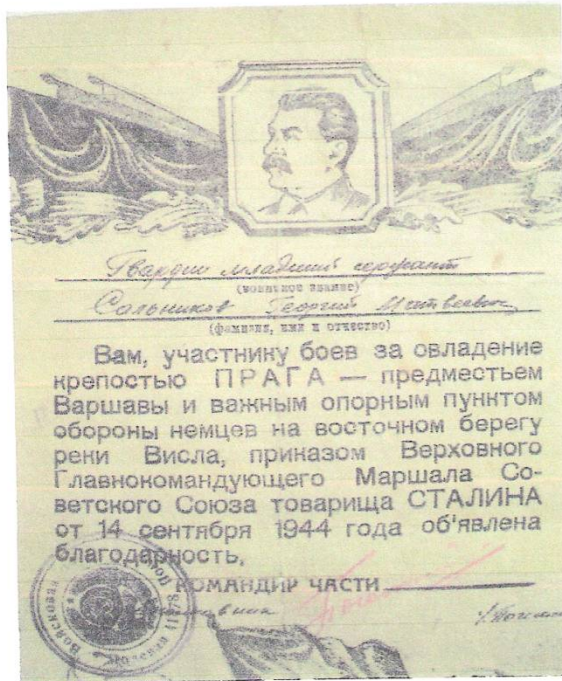 Гвардии младший сержант
(воинское звание)
Сальников Георгий Матвеевич
(фамилия, имя и отчество)
Вам, участнику боев за овладение
крепостью ПРАГА — предместьем
Варшавы и важным опорным пунктом
обороны немцев на восточном берегу
реки Висла, приказом Верховного
Главнокомандующего Маршала Со-
ветского Союза товарища СТАЛИНА
от 14 сентября 1944 года об'явлена
благодарность.
КОМАНДИР ЧАСТИ
Войсковая